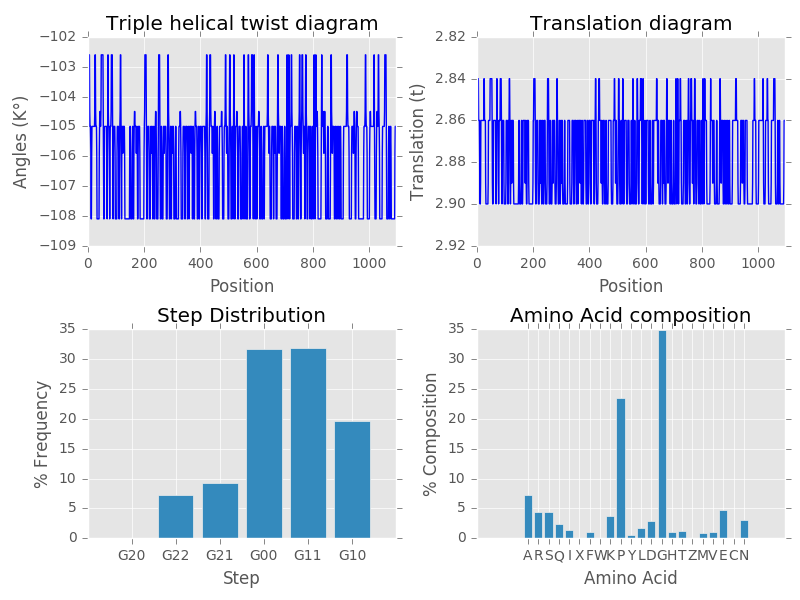 Triple helical twist diagram
Angles (K°)
−102
−103
−104
−105
−106
−107
−108
−109
0 200 400 600 800 1000
Position
Translation diagram
Translation (t)
2.82
2.84
2.86
2.88
2.90
2.92
0 200 400 600 800 1000
Position
Step Distribution
% Frequency
35
30
25
20
15
10
5
0
G20 G22 G21 G00 G11 G10
Step
Amino Acid composition
% Composition
35
30
25
20
15
10
5
0
A R S Q I X F W K P Y L D G H T Z M V E C N
Amino Acid